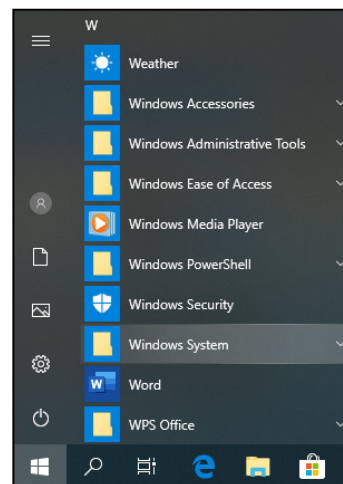 W
Weather
Windows Accessories
Windows Administrative Tools
Windows Ease of Access
Windows Media Player
Windows PowerShell
Windows Security
Windows System
W
Word
WPS Office